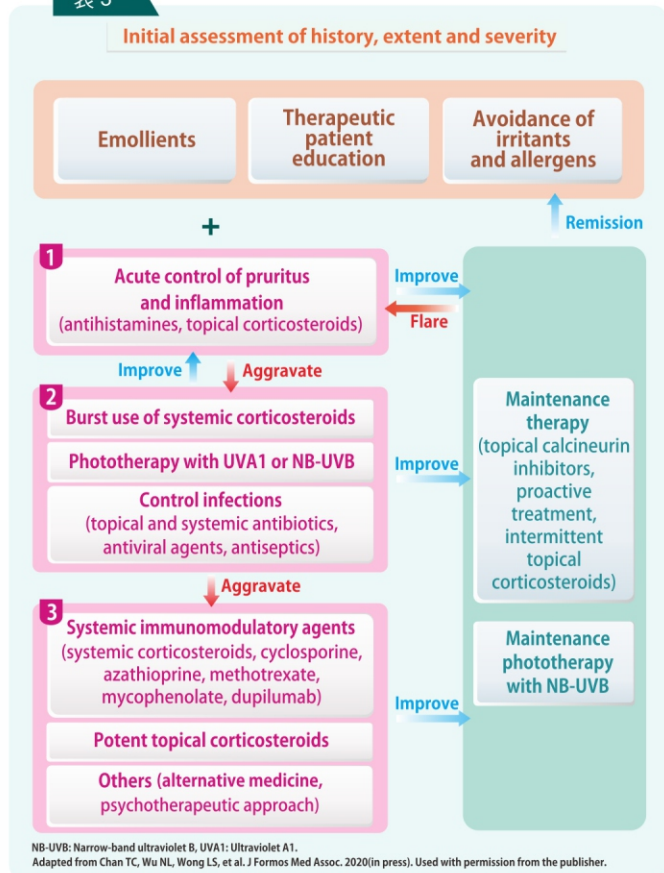 表 3
Initial assessment of history, extent and severity
Emollients
Therapeutic
patient
education
Avoidance of
irritants
and allergens
Remission
+
1
Acute control of pruritus
and inflammation
(antihistamines, topical corticosteroids)
Improve
Flare
Improve
Aggravate
2
Burst use of systemic corticosteroids
Phototherapy with UVA1 or NB-UVB
Control infections
(topical and systemic antibiotics,
antiviral agents, antiseptics)
Improve
Maintenance
therapy
(topical calcineurin
inhibitors,
proactive
treatment,
intermittent
topical
corticosteroids)
Aggravate
3
Systemic immunomodulatory agents
(systemic corticosteroids, cyclosporine,
azathioprine, methotrexate,
mycophenolate, dupilumab)
Potent topical corticosteroids
Others (alternative medicine,
psychotherapeutic approach)
Improve
Maintenance
phototherapy
with NB-UVB
NB-UVB: Narrow-band ultraviolet B, UVA1: Ultraviolet A1.
Adapted from Chan TC, Wu NL, Wong LS, et al. J Formos Med Assoc. 2020(in press). Used with permission from the publisher.